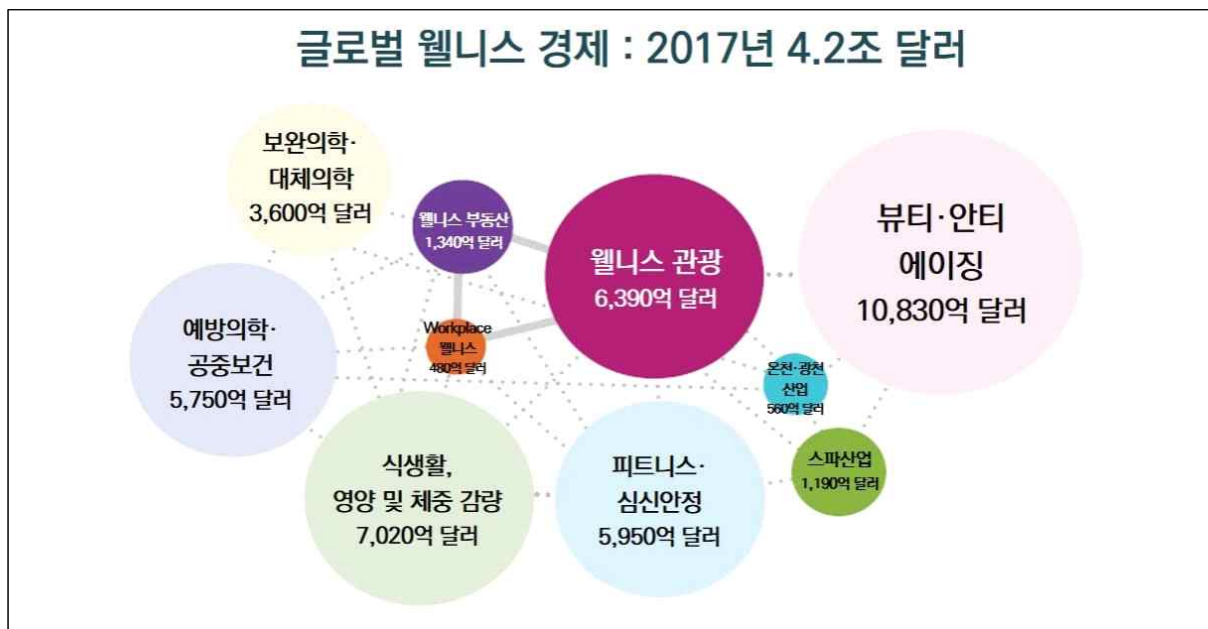 글로벌 웰니스 경제 : 2017년 4.2조 달러
보완의학·
대체의학
3,600억 달러
웰니스 부동산
1,340억 달러
웰니스 관광
6,390억 달러
뷰티·안티
에이징
10,830억 달러
예방의학·
공중보건
5,750억 달러
Workplace
웰니스
480억 달러
온천·광천
산업
560억 달러
식생활,
영양 및 체중 감량
7,020억 달러
피트니스·
심신안정
5,950억 달러
스파산업
1,190억 달러